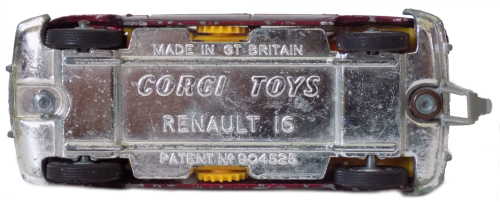 MADE IN GT BRITAIN
CORGI TOYS
RENAULT 16
PATENT Nº 904525